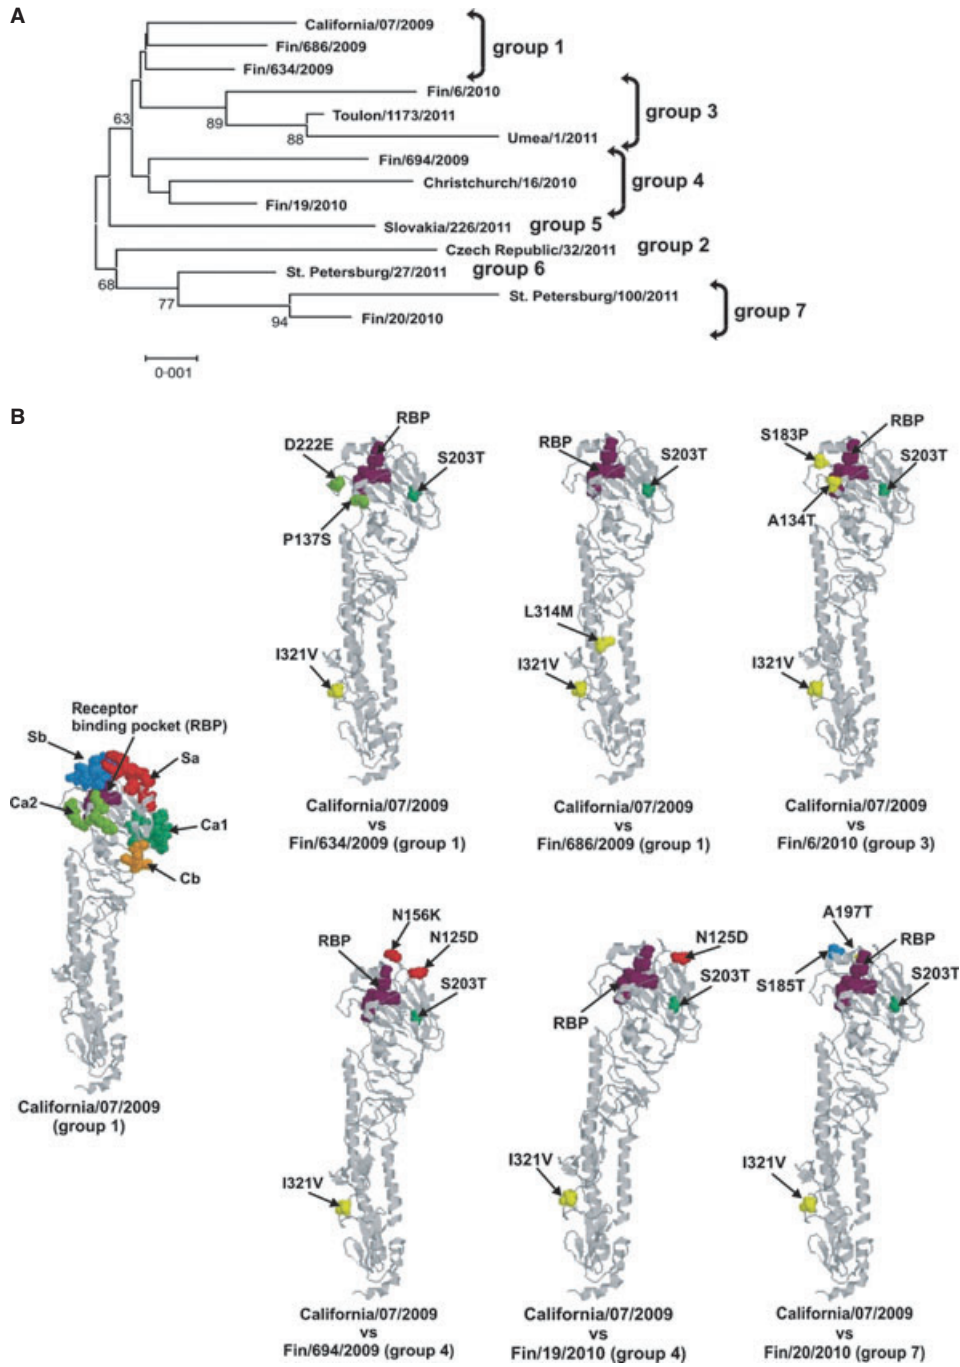 A
California/07/2009
Fin/686/2009
group 1
Fin/634/2009
Fin/6/2010
89
Toulon/1173/2011
group 3
88
Umea/1/2011
63
Fin/694/2009
Christchurch/16/2010
group 4
Fin/19/2010
Slovakia/226/2011
group 5
Czech Republic/32/2011
group 2
68
St. Petersburg/27/2011
group 6
77
St. Petersburg/100/2011
group 7
94
Fin/20/2010
0·001
B
Receptor
binding pocket (RBP)
Sb
Sa
Ca2
Ca1
Cb
California/07/2009
(group 1)
RBP
D222E
S203T
P137S
I321V
California/07/2009
vs
Fin/634/2009 (group 1)
RBP
S203T
L314M
I321V
California/07/2009
vs
Fin/686/2009 (group 1)
S183P
RBP
S203T
A134T
I321V
California/07/2009
vs
Fin/6/2010 (group 3)
N156K
RBP
N125D
S203T
I321V
California/07/2009
vs
Fin/694/2009 (group 4)
N125D
S203T
RBP
I321V
California/07/2009
vs
Fin/19/2010 (group 4)
A197T
RBP
S185T
S203T
I321V
California/07/2009
vs
Fin/20/2010 (group 7)